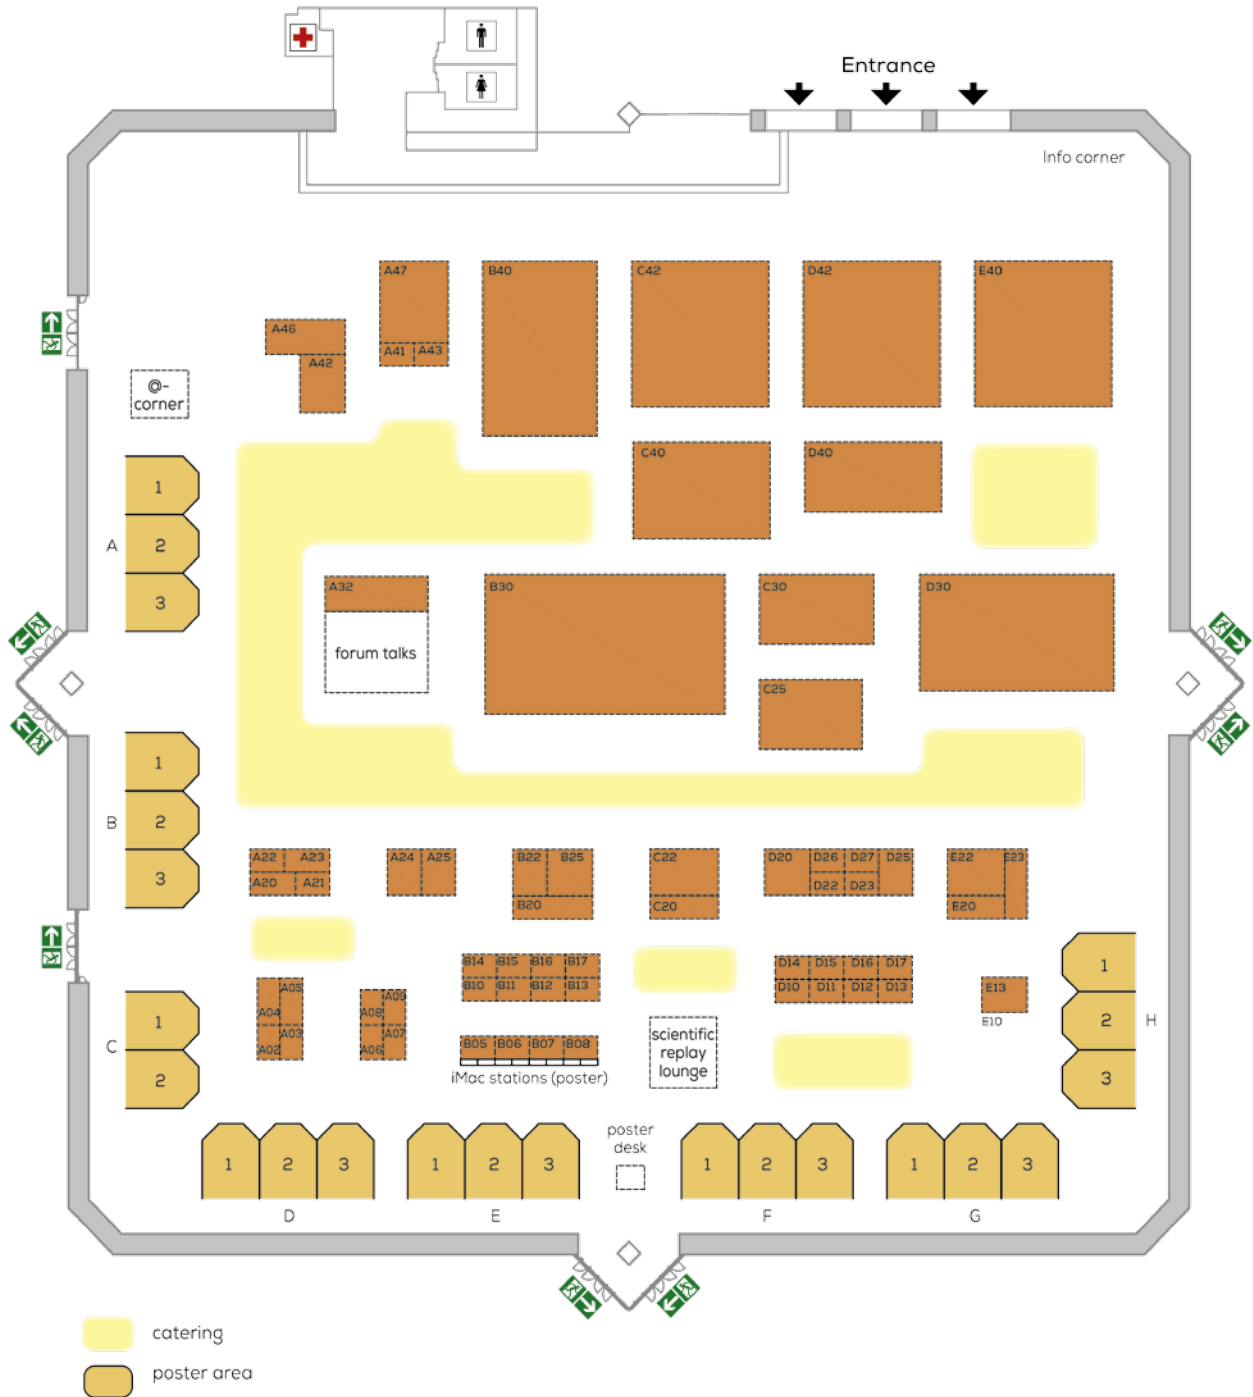 Entrance
Info corner
A47
B40
C42
D42
E40
A46
A41
A43
A42
@-
corner
C40
D40
1
A
2
3
A32
B30
C30
D30
forum talks
C25
1
B
2
3
A22
A23
A24
A25
B22
B25
C22
D20
D26
D27
D25
E22
E23
A20
A21
B20
C20
D22
D23
E20
B14
B15
B16
B17
D14
D15
D16
D17
B10
B11
B12
B13
D10
D11
D12
D13
A05
A04
A03
A02
A09
A08
A07
A06
E13
E10
1
H
2
3
1
C
2
B05
B06
B07
B08
iMac stations (poster)
scientific
replay
lounge
poster
desk
1
2
3
1
2
3
1
2
3
1
2
3
D
E
F
G
catering
poster area